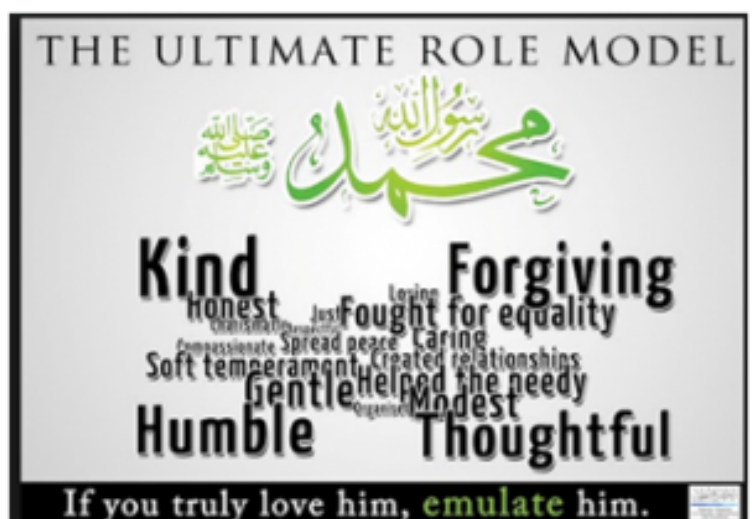 THE ULTIMATE ROLE MODEL
محمد رسول الله
صلى الله عليه وسلم
Kind Forgiving
Loving
Honest Just Fought for equality
Charismatic Respectful
Compassionate Spread peace Caring
Soft temperament Created relationships
Gentle Helped the needy
Modest
Humble Thoughtful
If you truly love him, emulate him.